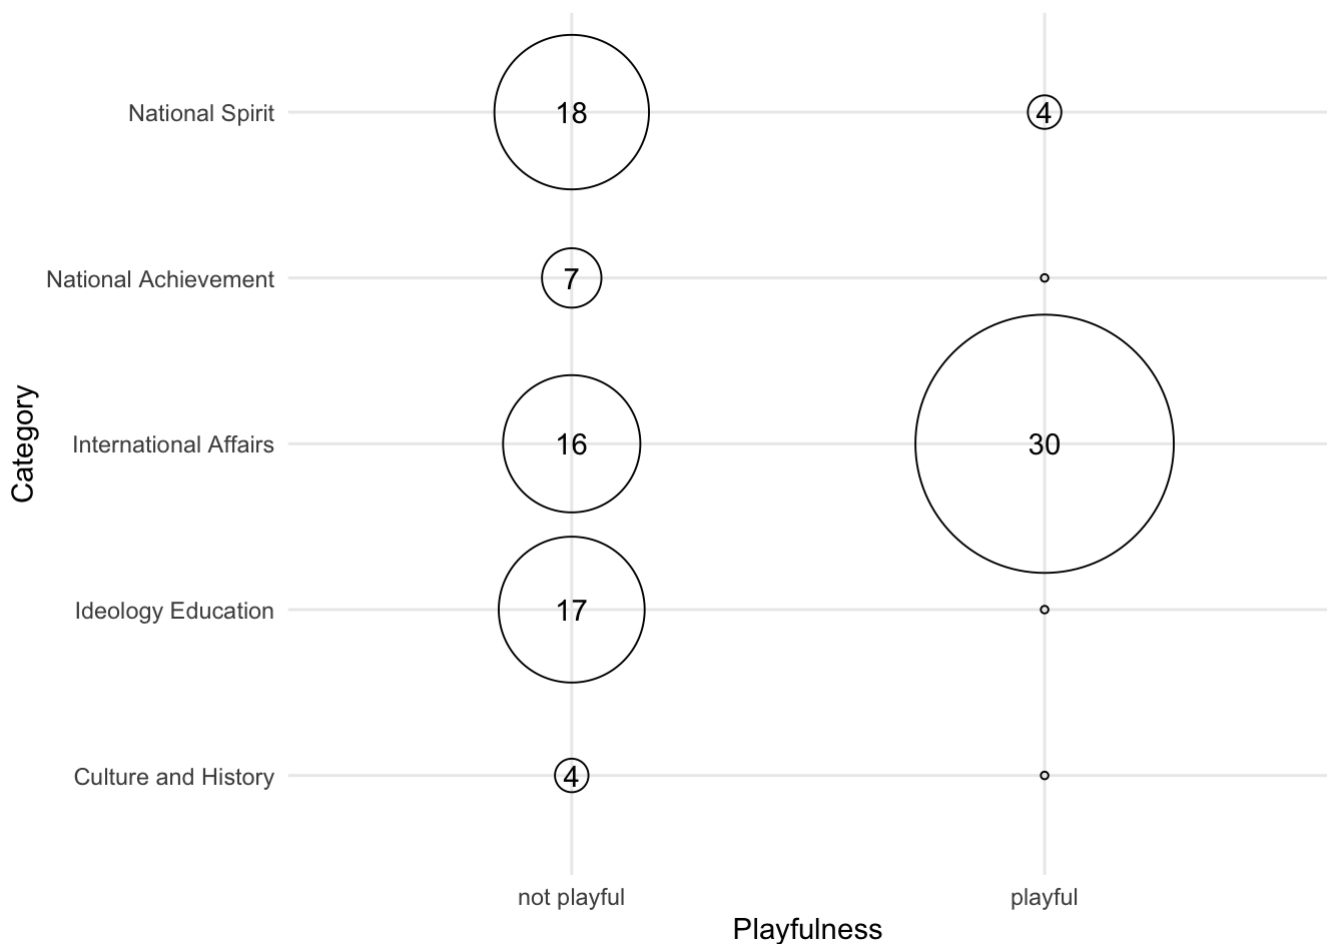 National Spirit
18
4
National Achievement
7
International Affairs
16
30
Ideology Education
17
Culture and History
4
Category
not playful
playful
Playfulness